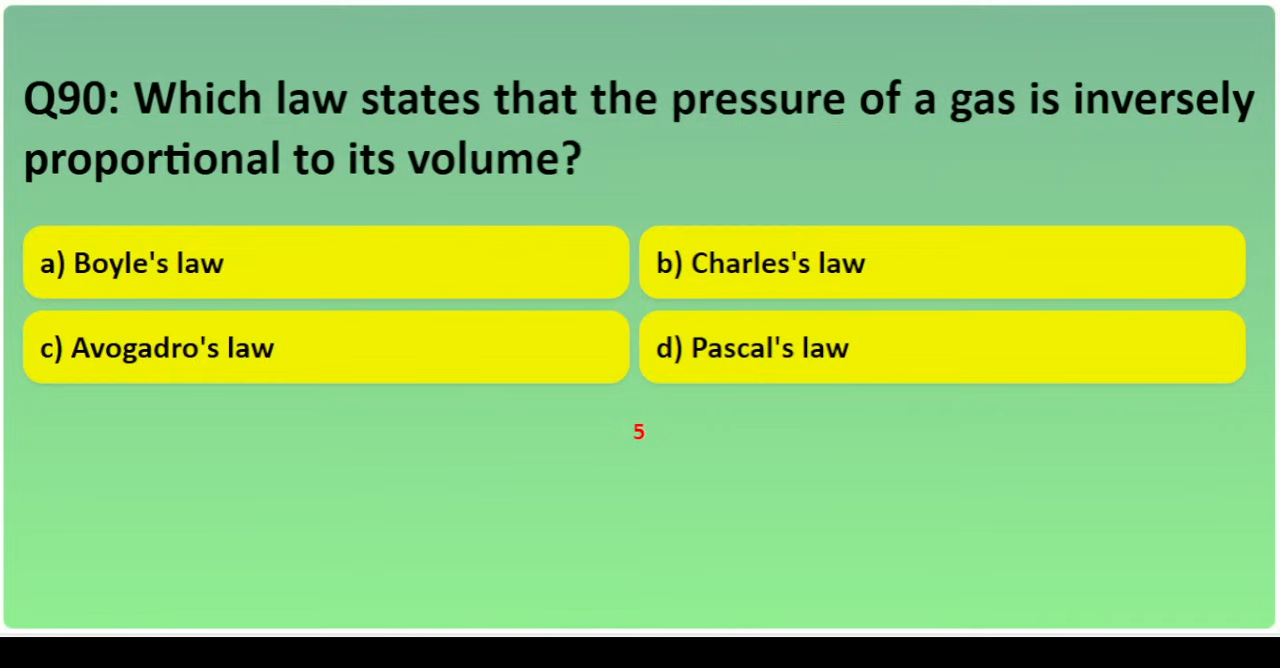 Q90: Which law states that the pressure of a gas is inversely
proportional to its volume?
a) Boyle's law
b) Charles's law
c) Avogadro's law
d) Pascal's law
5